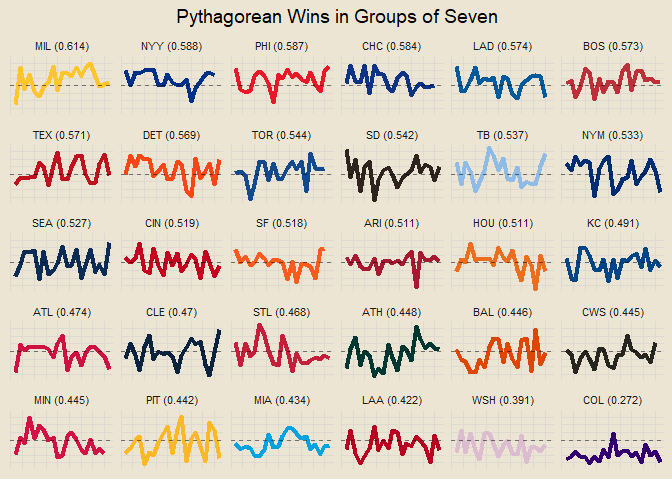 Pythagorean Wins in Groups of Seven
MIL (0.614) NYY (0.588) PHI (0.587) CHC (0.584) LAD (0.574) BOS (0.573)
TEX (0.571) DET (0.569) TOR (0.544) SD (0.542) TB (0.537) NYM (0.533)
SEA (0.527) CIN (0.519) SF (0.518) ARI (0.511) HOU (0.511) KC (0.491)
ATL (0.474) CLE (0.47) STL (0.468) ATH (0.448) BAL (0.446) CWS (0.445)
MIN (0.445) PIT (0.442) MIA (0.434) LAA (0.422) WSH (0.391) COL (0.272)